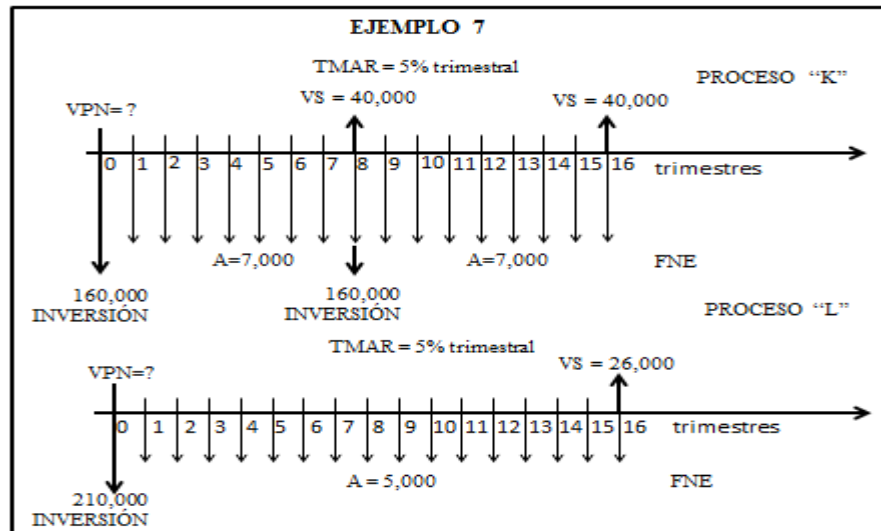 EJEMPLO 7
TMAR = 5% trimestral
PROCESO "K"
VPN= ?
VS = 40,000
VS = 40,000
0 1 2 3 4 5 6 7 8 9 10 11 12 13 14 15 16 trimestres
A=7,000
A=7,000
FNE
160,000
INVERSIÓN
160,000
INVERSIÓN
PROCESO "L"
TMAR = 5% trimestral
VPN=?
VS = 26,000
0 1 2 3 4 5 6 7 8 9 10 11 12 13 14 15 16 trimestres
A = 5,000
FNE
210,000
INVERSIÓN